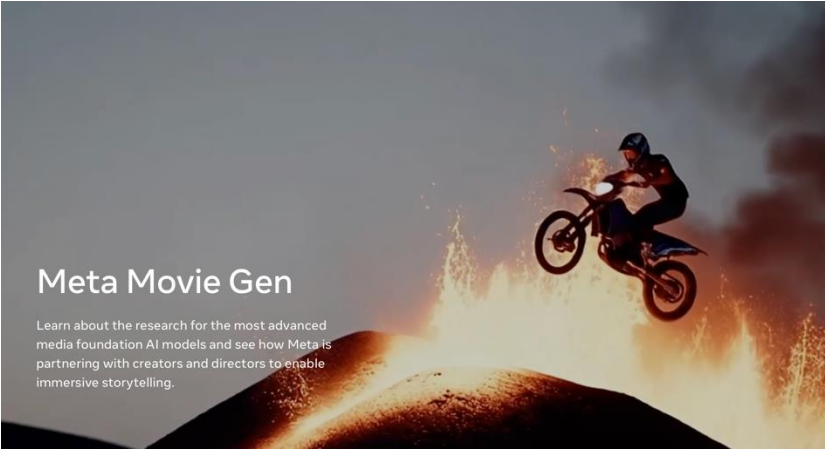 Meta Movie Gen
Learn about the research for the most advanced
media foundation AI models and see how Meta is
partnering with creators and directors to enable
immersive storytelling.